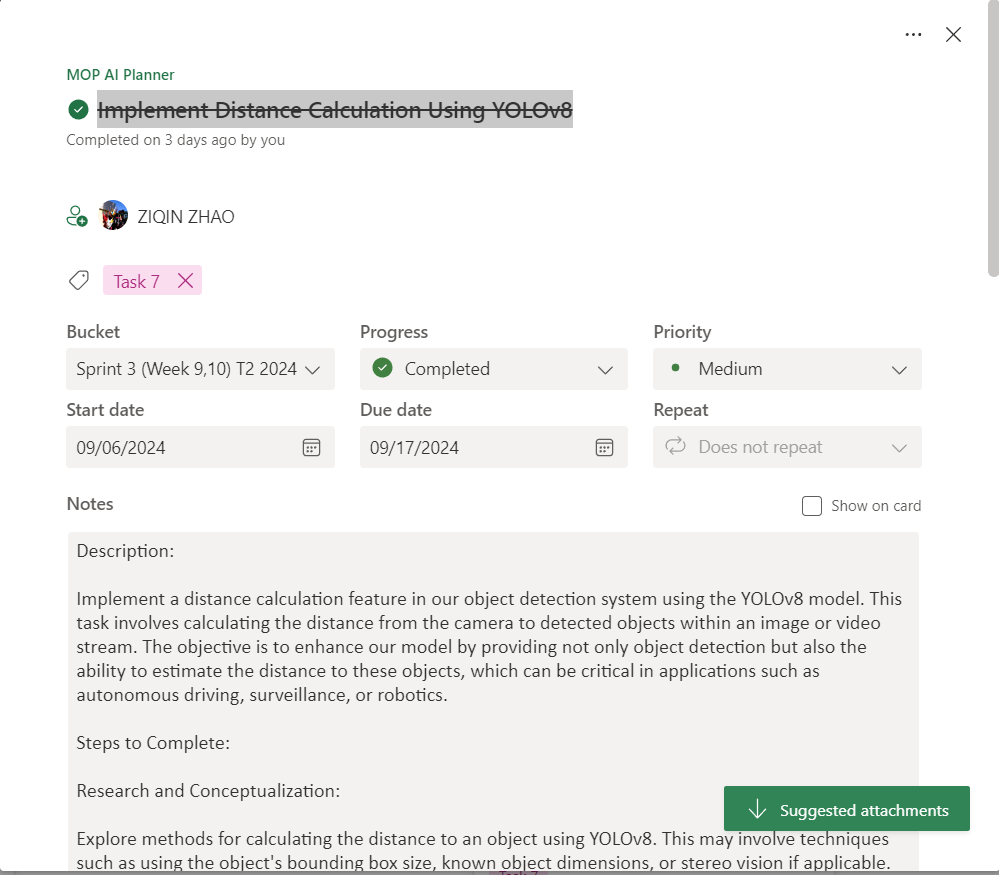 MOP AI Planner
Implement Distance Calculation Using YOLOv8
Completed on 3 days ago by you
ZIQIN ZHAO
Task 7
Bucket
Progress
Priority
Sprint 3 (Week 9,10) T2 2024
Completed
Medium
Start date
Due date
Repeat
09/06/2024
09/17/2024
Does not repeat
Notes
Show on card
Description:
Implement a distance calculation feature in our object detection system using the YOLOv8 model. This
task involves calculating the distance from the camera to detected objects within an image or video
stream. The objective is to enhance our model by providing not only object detection but also the
ability to estimate the distance to these objects, which can be critical in applications such as
autonomous driving, surveillance, or robotics.
Steps to Complete:
Research and Conceptualization:
Suggested attachments
Explore methods for calculating the distance to an object using YOLOv8. This may involve techniques
such as using the object's bounding box size, known object dimensions, or stereo vision if applicable.
Task 7